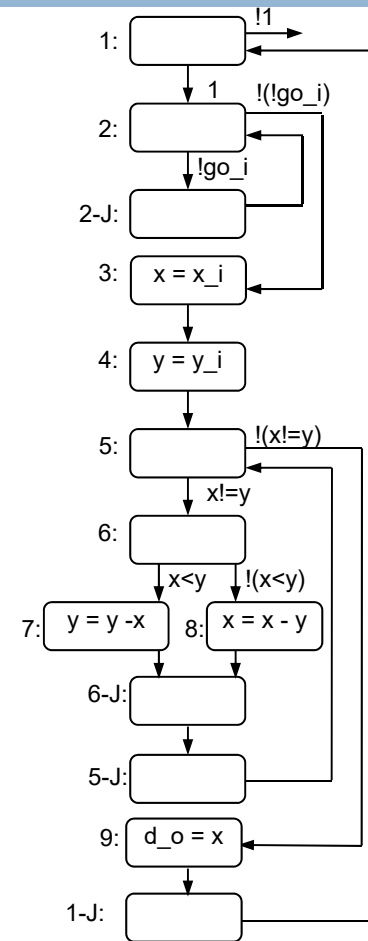 !1
1:
1
!(!go_i)
2:
!go_i
2-J:
3: x = x_i
4: y = y_i
5: !(x!=y)
x!=y
6:
x<y !(x<y)
7: y = y -x 8: x = x - y
6-J:
5-J:
9: d_o = x
1-J: